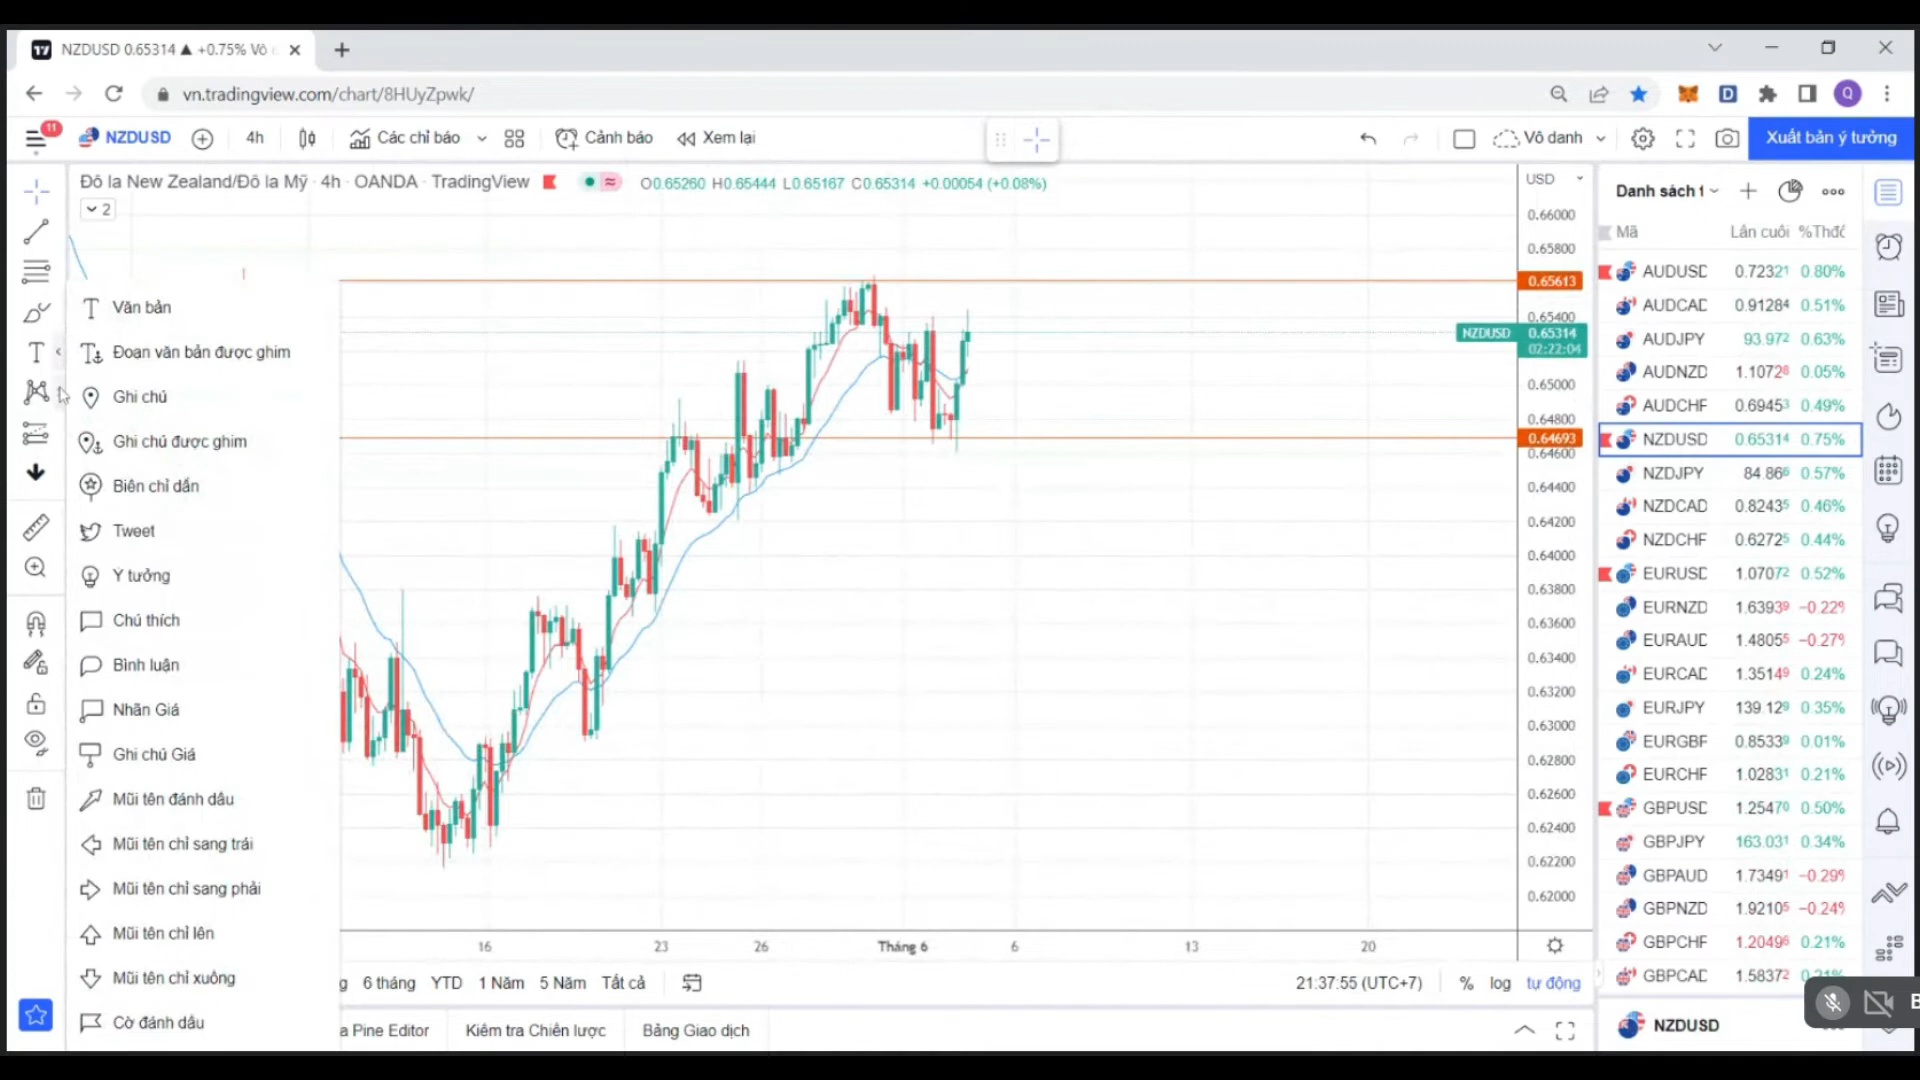 NZDUSD 0.65314 ▲ +0.75% Vô
vn.tradingview.com/chart/8HUyZpwk/
Q
11
NZDUSD
4h
Các chỉ báo
Cảnh báo
Xem lại
Vô danh
Xuất bản ý tưởng
Đô la New Zealand/Đô la Mỹ · 4h · OANDA · TradingView
O0.65260 H0.65444 L0.65167 C0.65314 +0.00054 (+0.08%)
2
Văn bản
Đoạn văn bản được ghim
Ghi chú
Ghi chú được ghim
Biển chỉ dẫn
Tweet
Ý tưởng
Chú thích
Bình luận
Nhãn Giá
Ghi chú Giá
Mũi tên đánh dấu
Mũi tên chỉ sang trái
Mũi tên chỉ sang phải
Mũi tên chỉ lên
Mũi tên chỉ xuống
Cờ đánh dấu
USD
0.66000
0.65800
0.65613
0.65400
NZDUSD 0.65314
02:22:04
0.65000
0.64800
0.64693
0.64600
0.64400
0.64200
0.64000
0.63800
0.63600
0.63400
0.63200
0.63000
0.62800
0.62600
0.62400
0.62200
0.62000
16 23 26 Tháng 6 6 13 20
g 6 tháng YTD 1 Năm 5 Năm Tất cả
21:37:55 (UTC+7) % log tự động
a Pine Editor Kiểm tra Chiến lược Bảng Giao dịch
Danh sách t
Mã Lần cuối %Thđổ
AUDUSD 0.72321 0.80%
AUDCAD 0.91284 0.51%
AUDJPY 93.972 0.63%
AUDNZD 1.10728 0.05%
AUDCHF 0.69453 0.49%
NZDUSD 0.65314 0.75%
NZDJPY 84.866 0.57%
NZDCAD 0.82435 0.46%
NZDCHF 0.62725 0.44%
EURUSD 1.07072 0.52%
EURNZD 1.63939 −0.22%
EURAUD 1.48055 −0.27%
EURCAD 1.35149 0.24%
EURJPY 139.129 0.35%
EURGBP 0.85339 0.01%
EURCHF 1.02831 0.21%
GBPUSD 1.25470 0.50%
GBPJPY 163.031 0.34%
GBPAUD 1.73491 −0.29%
GBPNZD 1.92105 −0.24%
GBPCHF 1.20496 0.21%
GBPCAD 1.58372 0.21%
NZDUSD